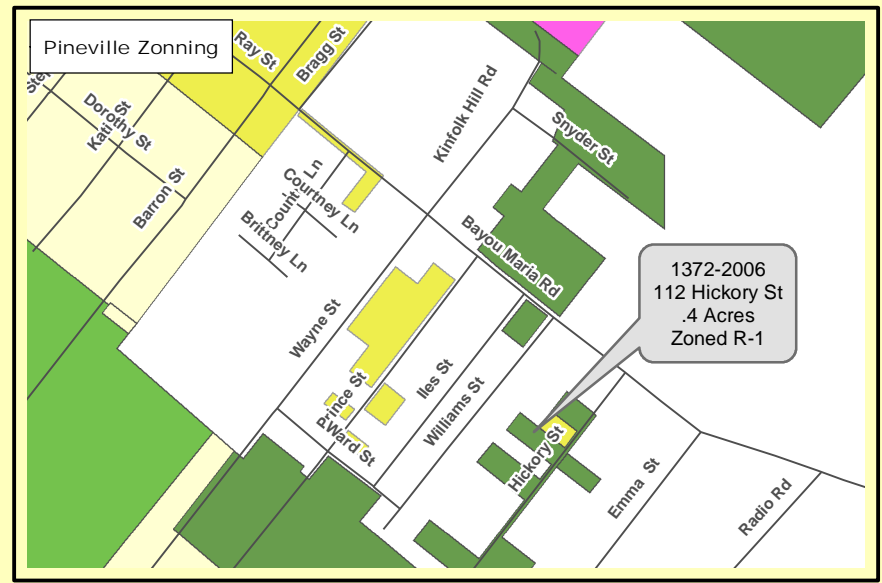 Pineville Zonning
Ray St
Bragg St
Dorothy St
Kati St
Barron St
Courtney Ln
Count Ln
Brittney Ln
Kinfolk Hill Rd
Snyder St
Bayou Maria Rd
Wayne St
Prince St
Ward St
Iles St
Williams St
Hickory St
Emma St
Radio Rd
1372-2006
112 Hickory St
.4 Acres
Zoned R-1